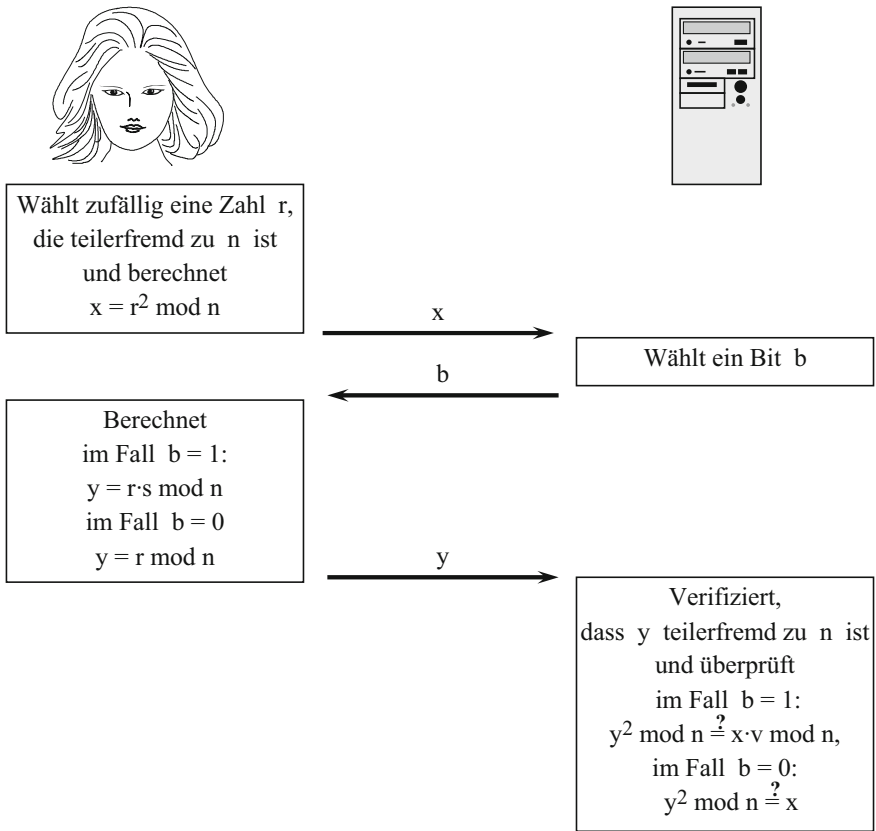 Wählt zufällig eine Zahl r,
die teilerfremd zu n ist
und berechnet
x = r² mod n
x
Wählt ein Bit b
b
Berechnet
im Fall b = 1:
y = r·s mod n
im Fall b = 0
y = r mod n
y
Verifiziert,
dass y teilerfremd zu n ist
und überprüft
im Fall b = 1:
y² mod n ≟ x·v mod n,
im Fall b = 0:
y² mod n ≟ x